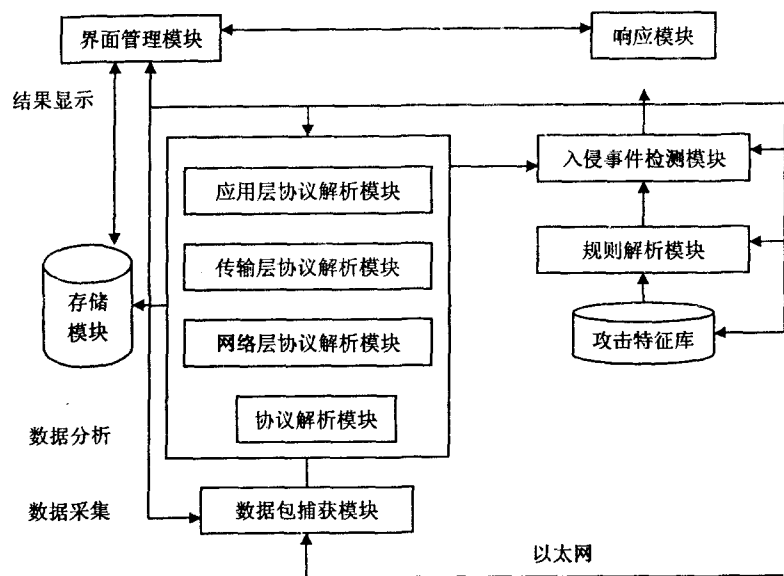 界面管理模块
响应模块
结果显示
入侵事件检测模块
应用层协议解析模块
传输层协议解析模块
规则解析模块
存储
模块
网络层协议解析模块
攻击特征库
协议解析模块
数据分析
数据采集
数据包捕获模块
以太网